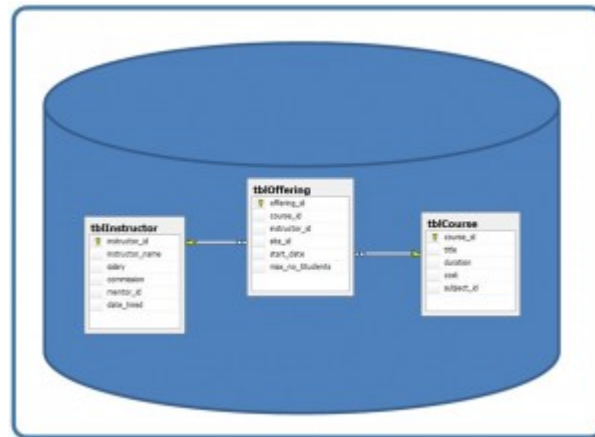 tblInstructor
instructor_id
instructor_name
salary
commission
mentor_id
date_hired
tblOffering
offering_id
course_id
instructor_id
site_id
start_date
max_no_Students
tblCourse
course_id
title
duration
cost
subject_id